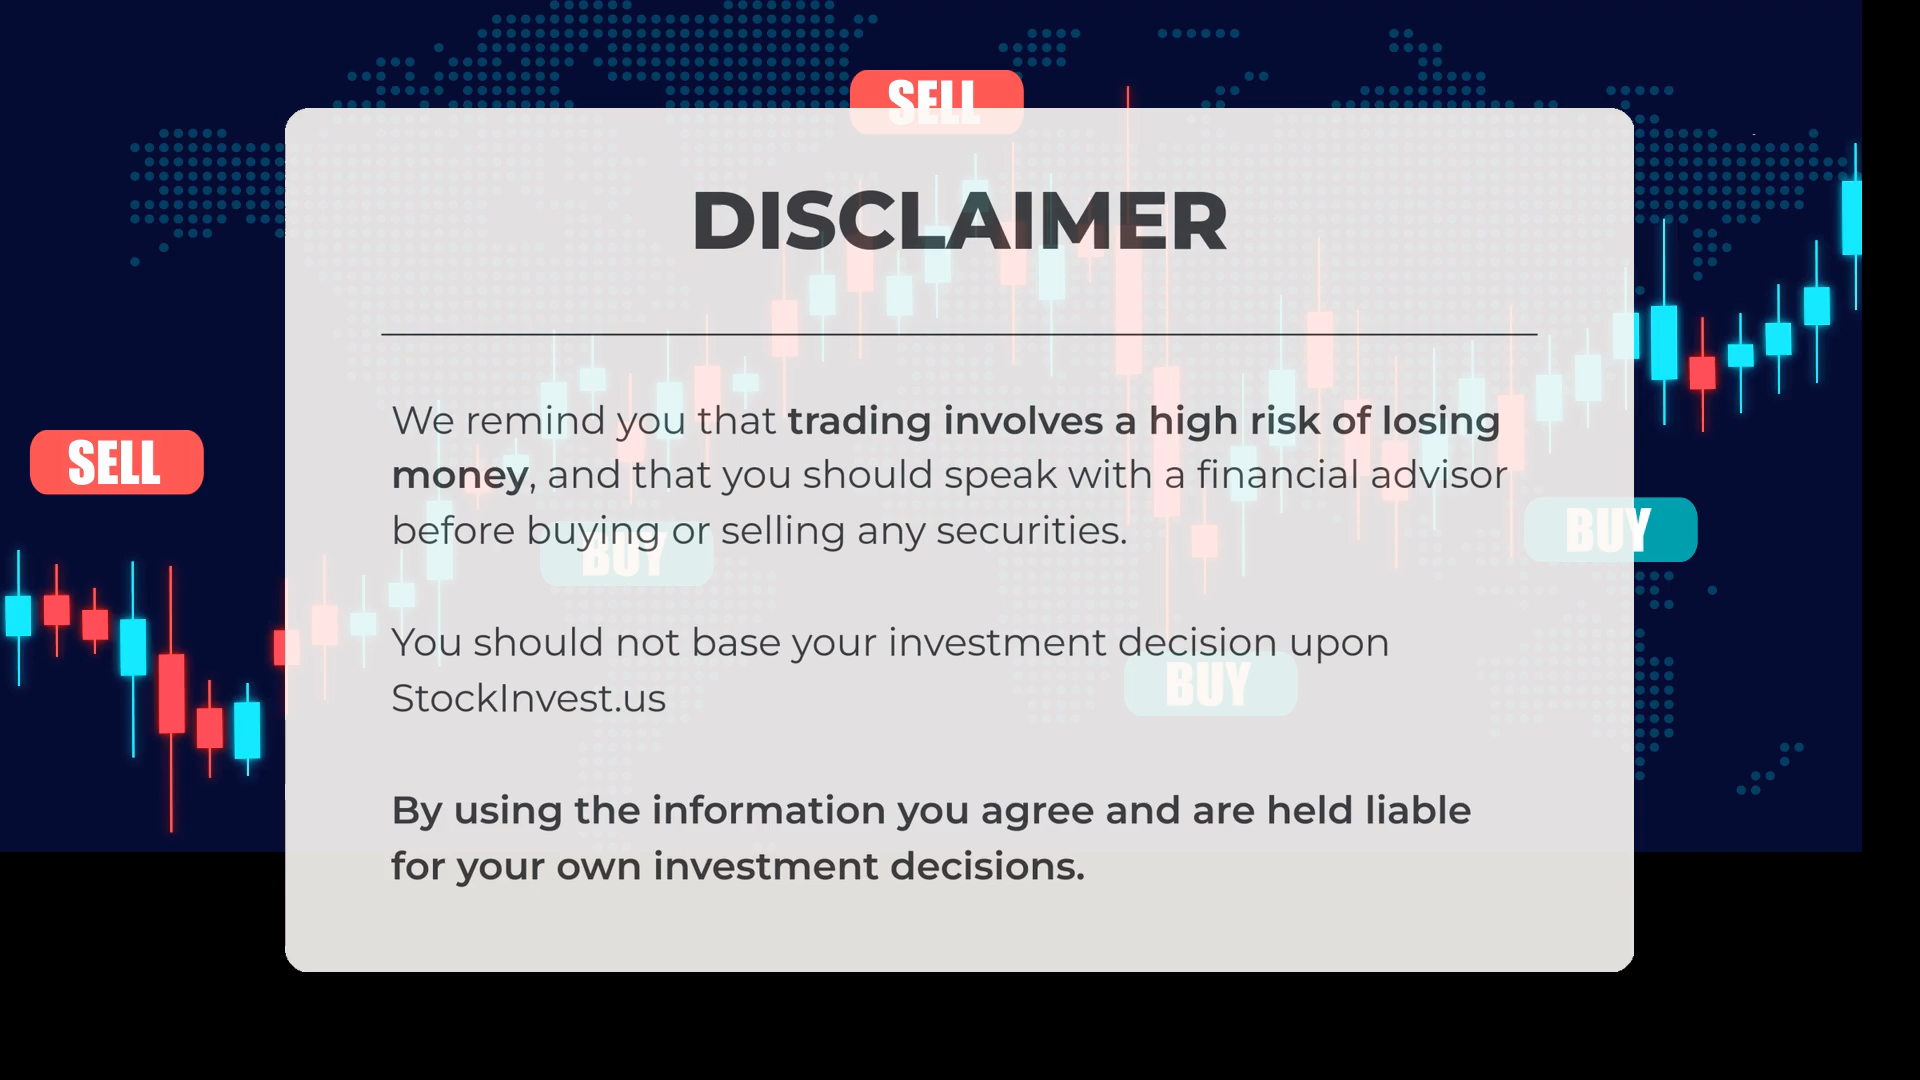 SELL
DISCLAIMER
We remind you that trading involves a high risk of losing
money, and that you should speak with a financial advisor
before buying or selling any securities.
SELL
BUY
BUY
You should not base your investment decision upon
StockInvest.us
BUY
By using the information you agree and are held liable
for your own investment decisions.